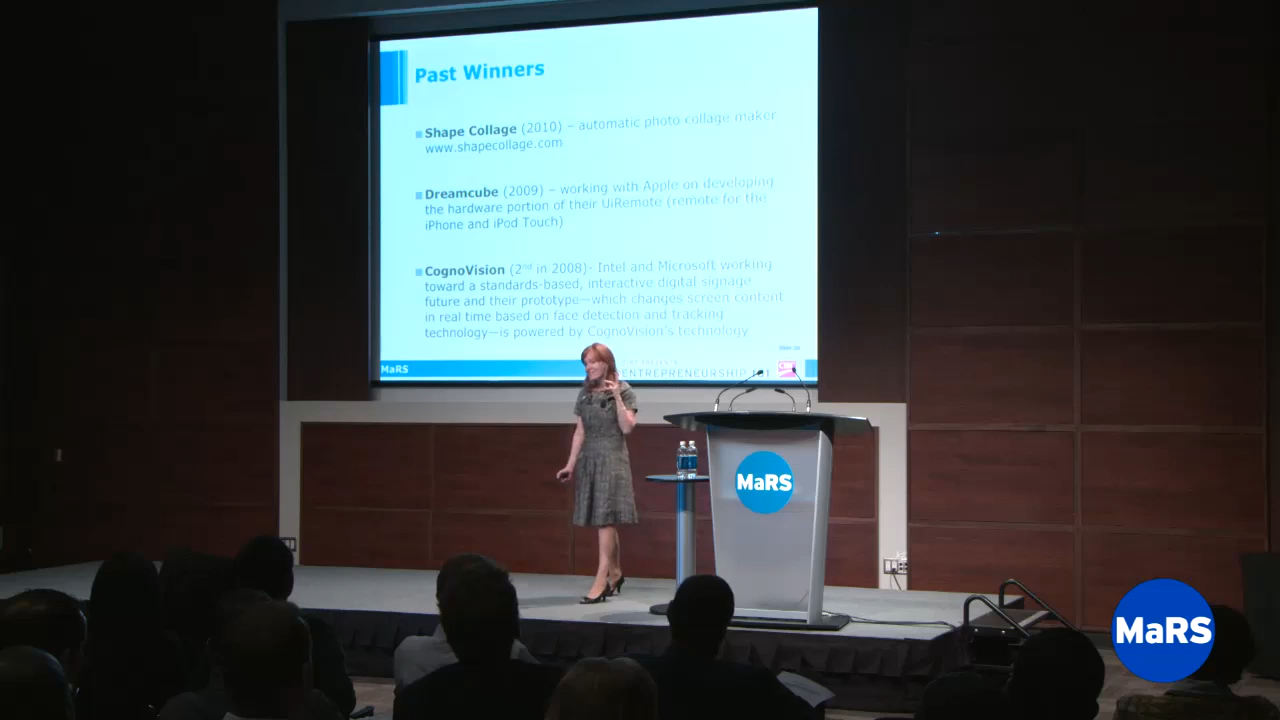 Past Winners
Shape Collage (2010) – automatic photo collage maker
www.shapecollage.com
Dreamcube (2009) – working with Apple on developing
the hardware portion of their UiRemote (remote for the
iPhone and iPod Touch)
CognoVision (2nd in 2008)- Intel and Microsoft working
toward a standards-based, interactive digital signage
future and their prototype—which changes screen content
in real time based on face detection and tracking
technology—is powered by CognoVision's technology
MaRS
ENTREPRENEURSHIP 101
MaRS
MaRS